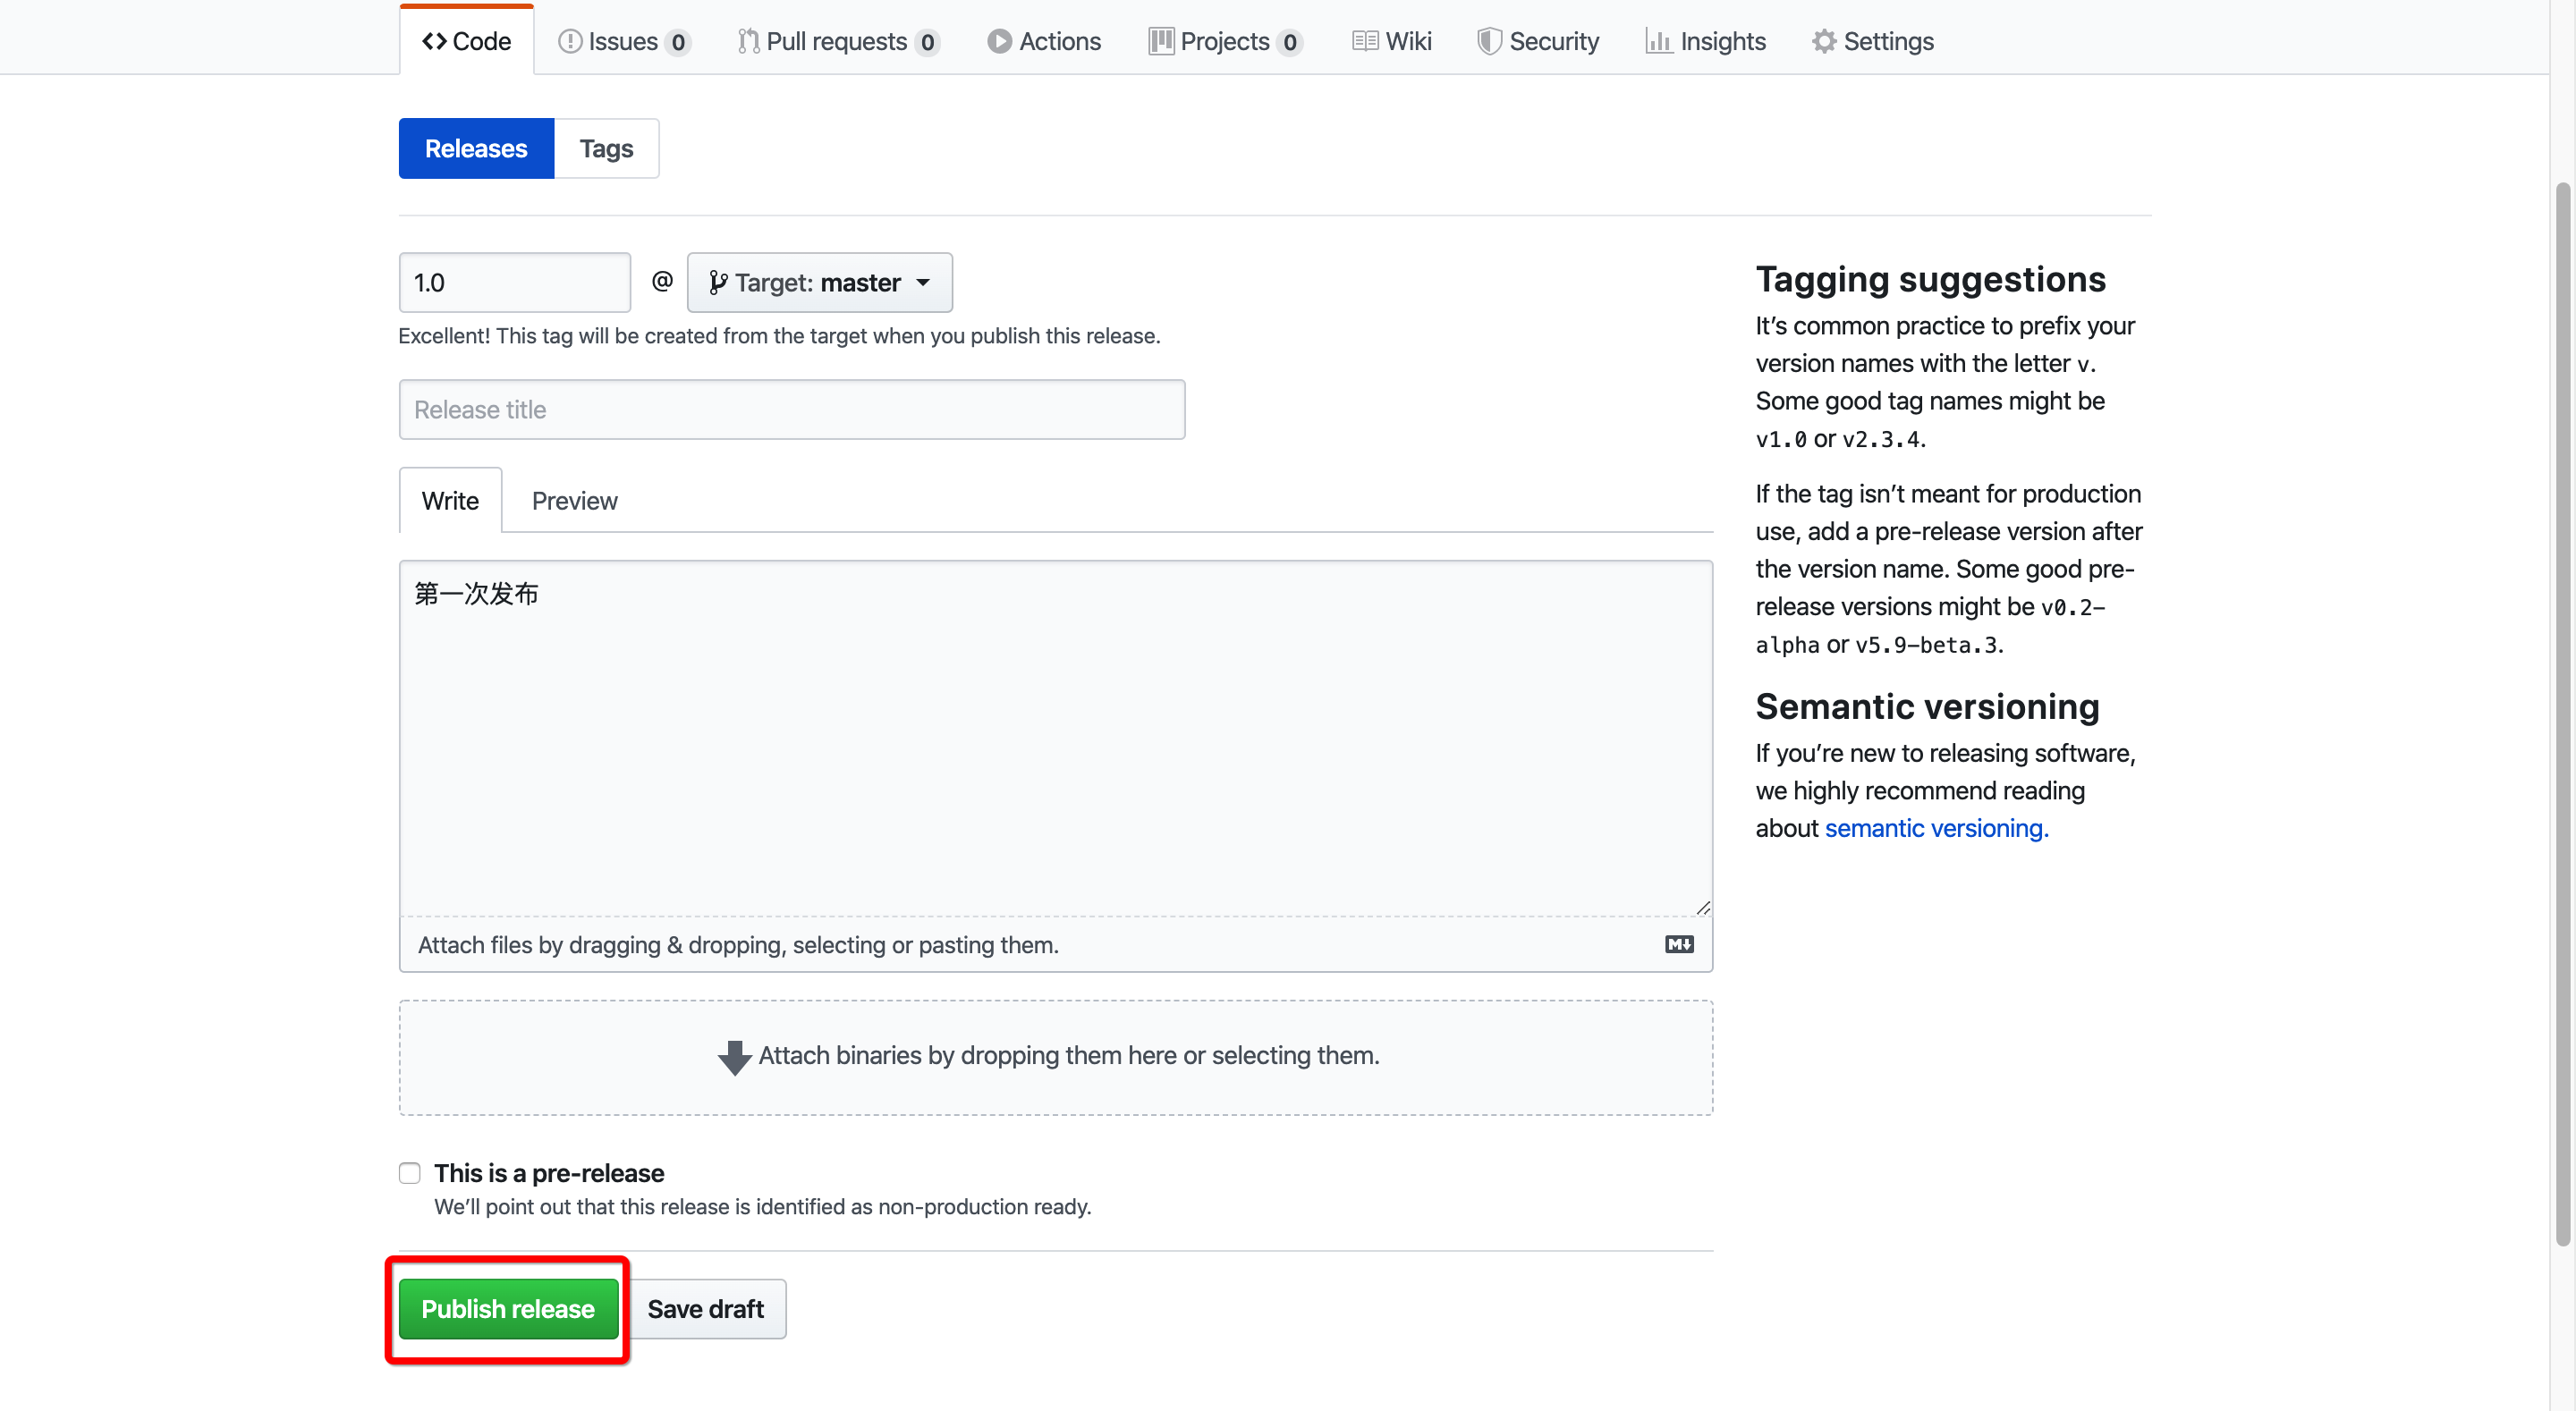 Code Issues 0 Pull requests 0 Actions Projects 0 Wiki Security Insights Settings
Releases Tags
1.0 @ Target: master
Excellent! This tag will be created from the target when you publish this release.
Release title
Write Preview
第一次发布
Attach files by dragging & dropping, selecting or pasting them.
Attach binaries by dropping them here or selecting them.
This is a pre-release
We’ll point out that this release is identified as non-production ready.
Publish release Save draft
Tagging suggestions
It’s common practice to prefix your
version names with the letter v.
Some good tag names might be
v1.0 or v2.3.4.
If the tag isn’t meant for production
use, add a pre-release version after
the version name. Some good pre-
release versions might be v0.2-
alpha or v5.9-beta.3.
Semantic versioning
If you’re new to releasing software,
we highly recommend reading
about semantic versioning.